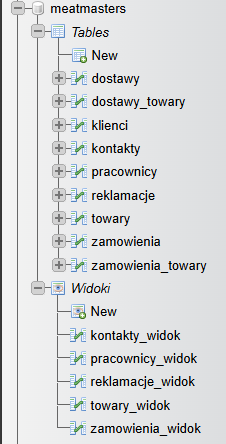 meatmasters
Tables
New
dostawy
dostawy_towary
klienci
kontakty
pracownicy
reklamacje
towary
zamowienia
zamowienia_towary
Widoki
New
kontakty_widok
pracownicy_widok
reklamacje_widok
towary_widok
zamowienia_widok